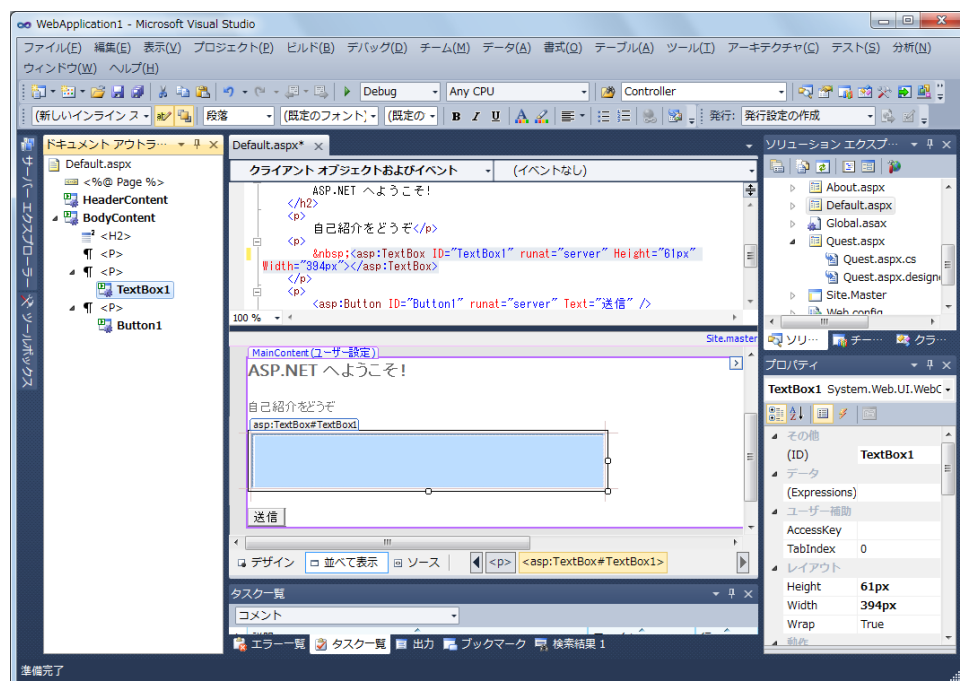 WebApplication1 - Microsoft Visual Studio
ファイル(F) 編集(E) 表示(V) プロジェクト(P) ビルド(B) デバッグ(D) チーム(M) データ(A) 書式(O) テーブル(A) ツール(T) アーキテクチャ(C) テスト(S) 分析(N)
ウィンドウ(W) ヘルプ(H)
Debug Any CPU Controller
(新しいインライン ス 段落 (既定のフォント) (既定の B I U A 発行: 発行設定の作成
サーバー エクスプローラー
ツールボックス
ドキュメント アウトラ…
Default.aspx
<%@ Page %>
HeaderContent
BodyContent
<H2>
<P>
<P>
TextBox1
<P>
Button1
Default.aspx*
クライアント オブジェクトおよびイベント (イベントなし)
ASP.NET へようこそ!
</h2>
<p>
自己紹介をどうぞ</p>
<p>
&nbsp;<asp:TextBox ID="TextBox1" runat="server" Height="61px"
Width="394px"></asp:TextBox>
</p>
<p>
<asp:Button ID="Button1" runat="server" Text="送信" />
100 %
Site.master
MainContent (ユーザー設定)
ASP.NET へようこそ!
自己紹介をどうぞ
asp:TextBox#TextBox1
送信
デザイン 並べて表示 ソース <p> <asp:TextBox#TextBox1>
タスク一覧
コメント
エラー一覧 タスク一覧 出力 ブックマーク 検索結果 1
ソリューション エクスプ…
About.aspx
Default.aspx
Global.asax
Quest.aspx
Quest.aspx.cs
Quest.aspx.design
Site.Master
Web.config
ソリ… チー… クラ…
プロパティ
TextBox1 System.Web.UI.WebC
その他
(ID) TextBox1
データ
(Expressions)
ユーザー補助
AccessKey
TabIndex 0
レイアウト
Height 61px
Width 394px
Wrap True
動作
準備完了